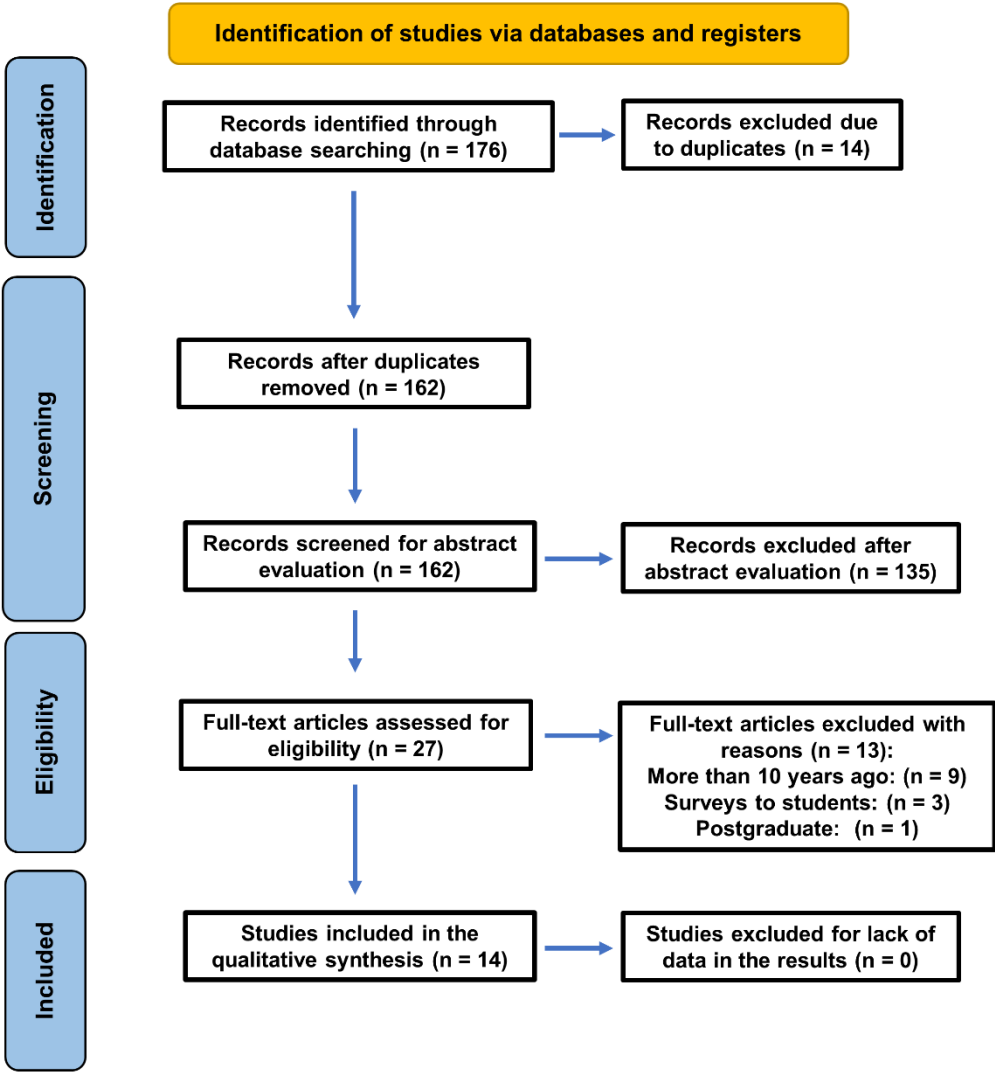 Identification of studies via databases and registers
Identification
Records identified through
database searching (n = 176)
Records excluded due
to duplicates (n = 14)
Screening
Records after duplicates
removed (n = 162)
Records screened for abstract
evaluation (n = 162)
Records excluded after
abstract evaluation (n = 135)
Eligibility
Full-text articles assessed for
eligibility (n = 27)
Full-text articles excluded with
reasons (n = 13):
More than 10 years ago: (n = 9)
Surveys to students: (n = 3)
Postgraduate: (n = 1)
Included
Studies included in the
qualitative synthesis (n = 14)
Studies excluded for lack of
data in the results (n = 0)